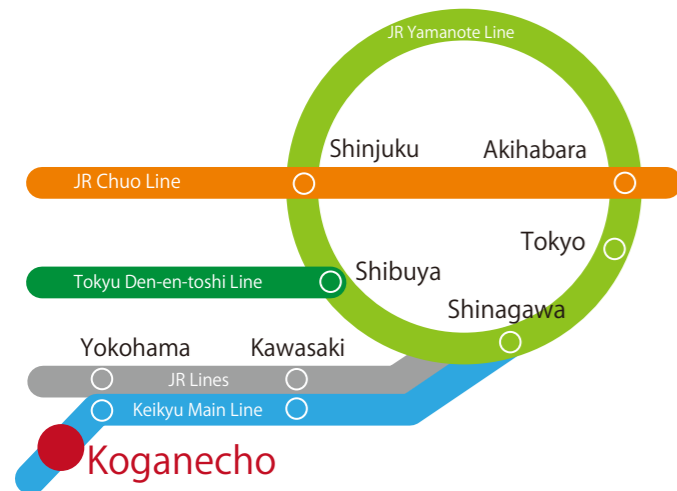 JR Yamanote Line
Shinjuku
Akihabara
JR Chuo Line
Tokyo
Shibuya
Tokyu Den-en-toshi Line
Shinagawa
Yokohama
Kawasaki
JR Lines
Keikyu Main Line
Koganecho